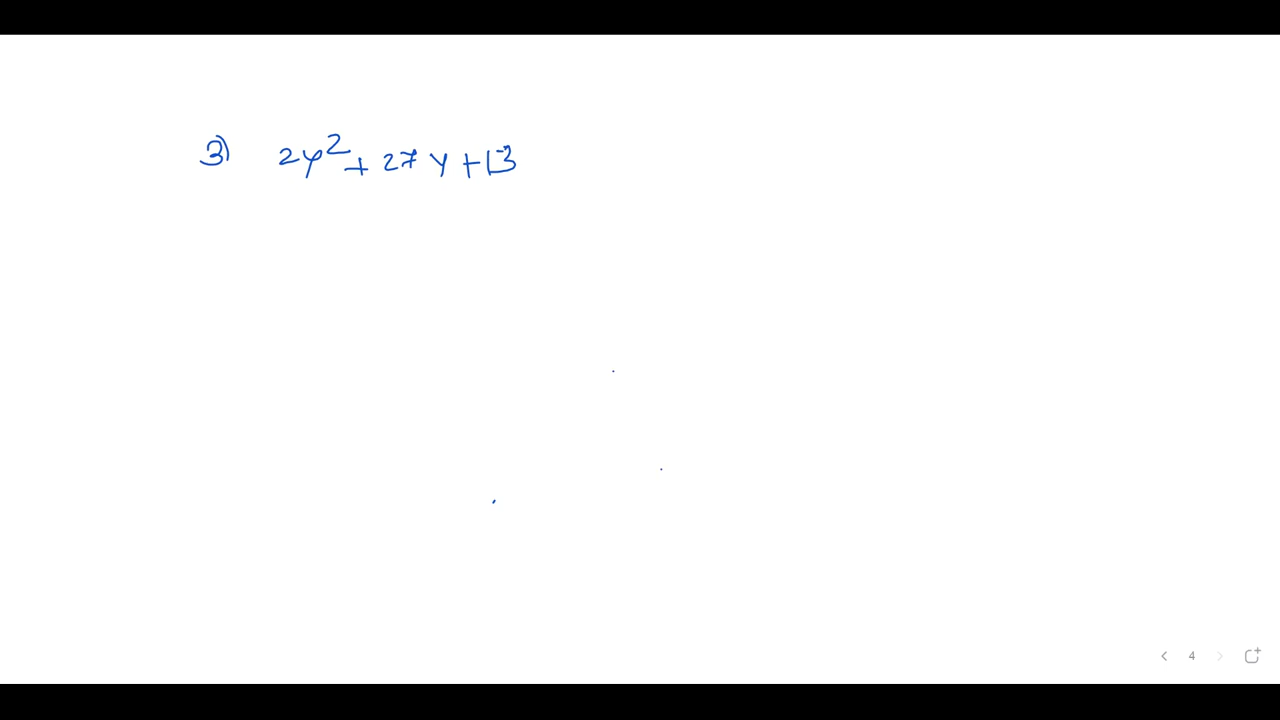 3) 2y² + 27y + 13
4